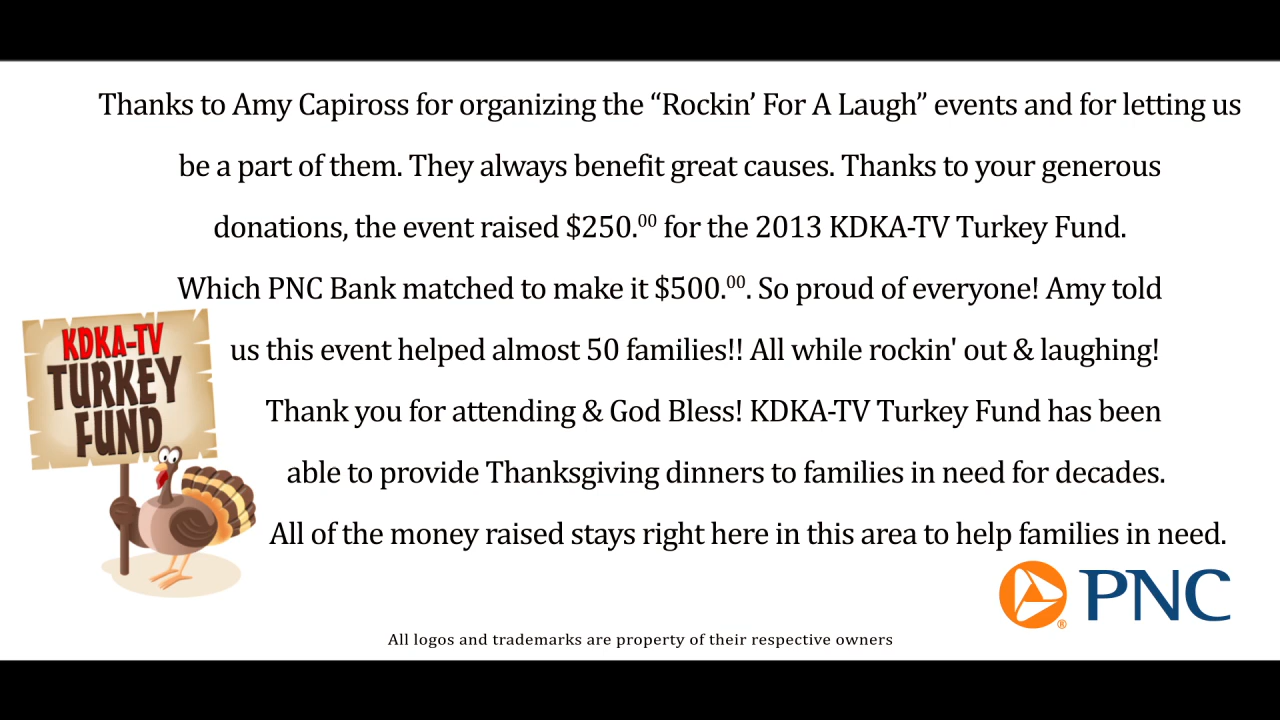 Thanks to Amy Capiross for organizing the “Rockin’ For A Laugh” events and for letting us
be a part of them. They always benefit great causes. Thanks to your generous
donations, the event raised $250.00 for the 2013 KDKA-TV Turkey Fund.
Which PNC Bank matched to make it $500.00. So proud of everyone! Amy told
us this event helped almost 50 families!! All while rockin' out & laughing!
Thank you for attending & God Bless! KDKA-TV Turkey Fund has been
able to provide Thanksgiving dinners to families in need for decades.
All of the money raised stays right here in this area to help families in need.
KDKA-TV
TURKEY
FUND
PNC
®
All logos and trademarks are property of their respective owners